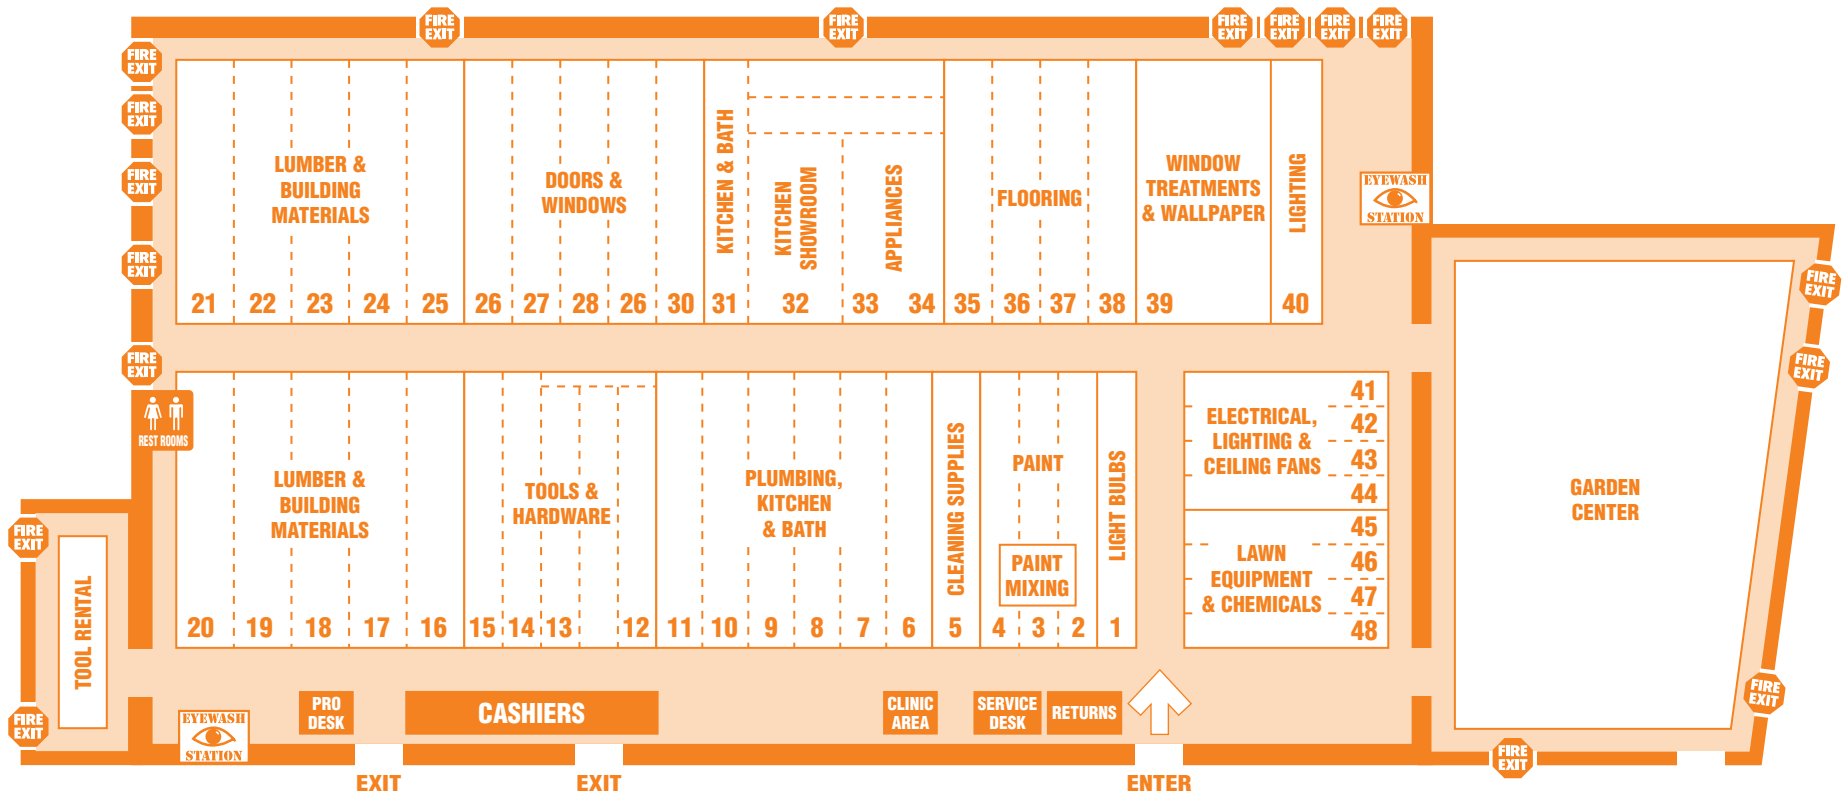 FIRE
EXIT
FIRE
EXIT
FIRE
EXIT
FIRE
EXIT
FIRE
EXIT
FIRE
EXIT
FIRE
EXIT
FIRE
EXIT
FIRE
EXIT
FIRE
EXIT
FIRE
EXIT
LUMBER &
BUILDING
MATERIALS
DOORS &
WINDOWS
KITCHEN & BATH
KITCHEN
SHOWROOM
APPLIANCES
FLOORING
WINDOW
TREATMENTS
& WALLPAPER
LIGHTING
EYEWASH
STATION
21 22 23 24 25 26 27 28 26 30 31 32 33 34 35 36 37 38 39 40
FIRE
EXIT
FIRE
EXIT
REST ROOMS
LUMBER &
BUILDING
MATERIALS
TOOLS &
HARDWARE
PLUMBING,
KITCHEN
& BATH
CLEANING SUPPLIES
PAINT
PAINT
MIXING
LIGHT BULBS
ELECTRICAL,
LIGHTING &
CEILING FANS
41
42
43
44
LAWN
EQUIPMENT
& CHEMICALS
45
46
47
48
GARDEN
CENTER
20 19 18 17 16 15 14 13 12 11 10 9 8 7 6 5 4 3 2 1
FIRE
EXIT
TOOL RENTAL
FIRE
EXIT
FIRE
EXIT
EYEWASH
STATION
PRO
DESK
CASHIERS
CLINIC
AREA
SERVICE
DESK
RETURNS
FIRE
EXIT
EXIT
EXIT
ENTER